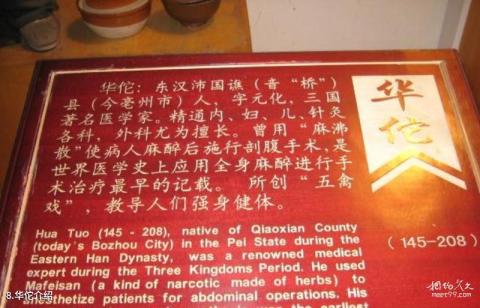 华佗：东汉沛国谯（音“桥”）
县（今亳州市）人，字元化，三国
著名医学家。精通内、妇、儿、针灸
各科，外科尤为擅长。曾用“麻沸
散”使病人麻醉后施行剖腹手术，是
世界医学史上应用全身麻醉进行手
术治疗最早的记载。 所创“五禽
戏”，教导人们强身健体。
华佗
(145-208)
Hua Tuo (145 - 208), native of Qiaoxian County
(today's Bozhou City) in the Pei State during the
Eastern Han Dynasty, was a renowned medical
expert during the Three Kingdoms Period. He used
Mafeisan (a kind of narcotic made of herbs) to
anesthetize patients for abdominal operations. His
the earliest
8.华佗介绍
meet99.com